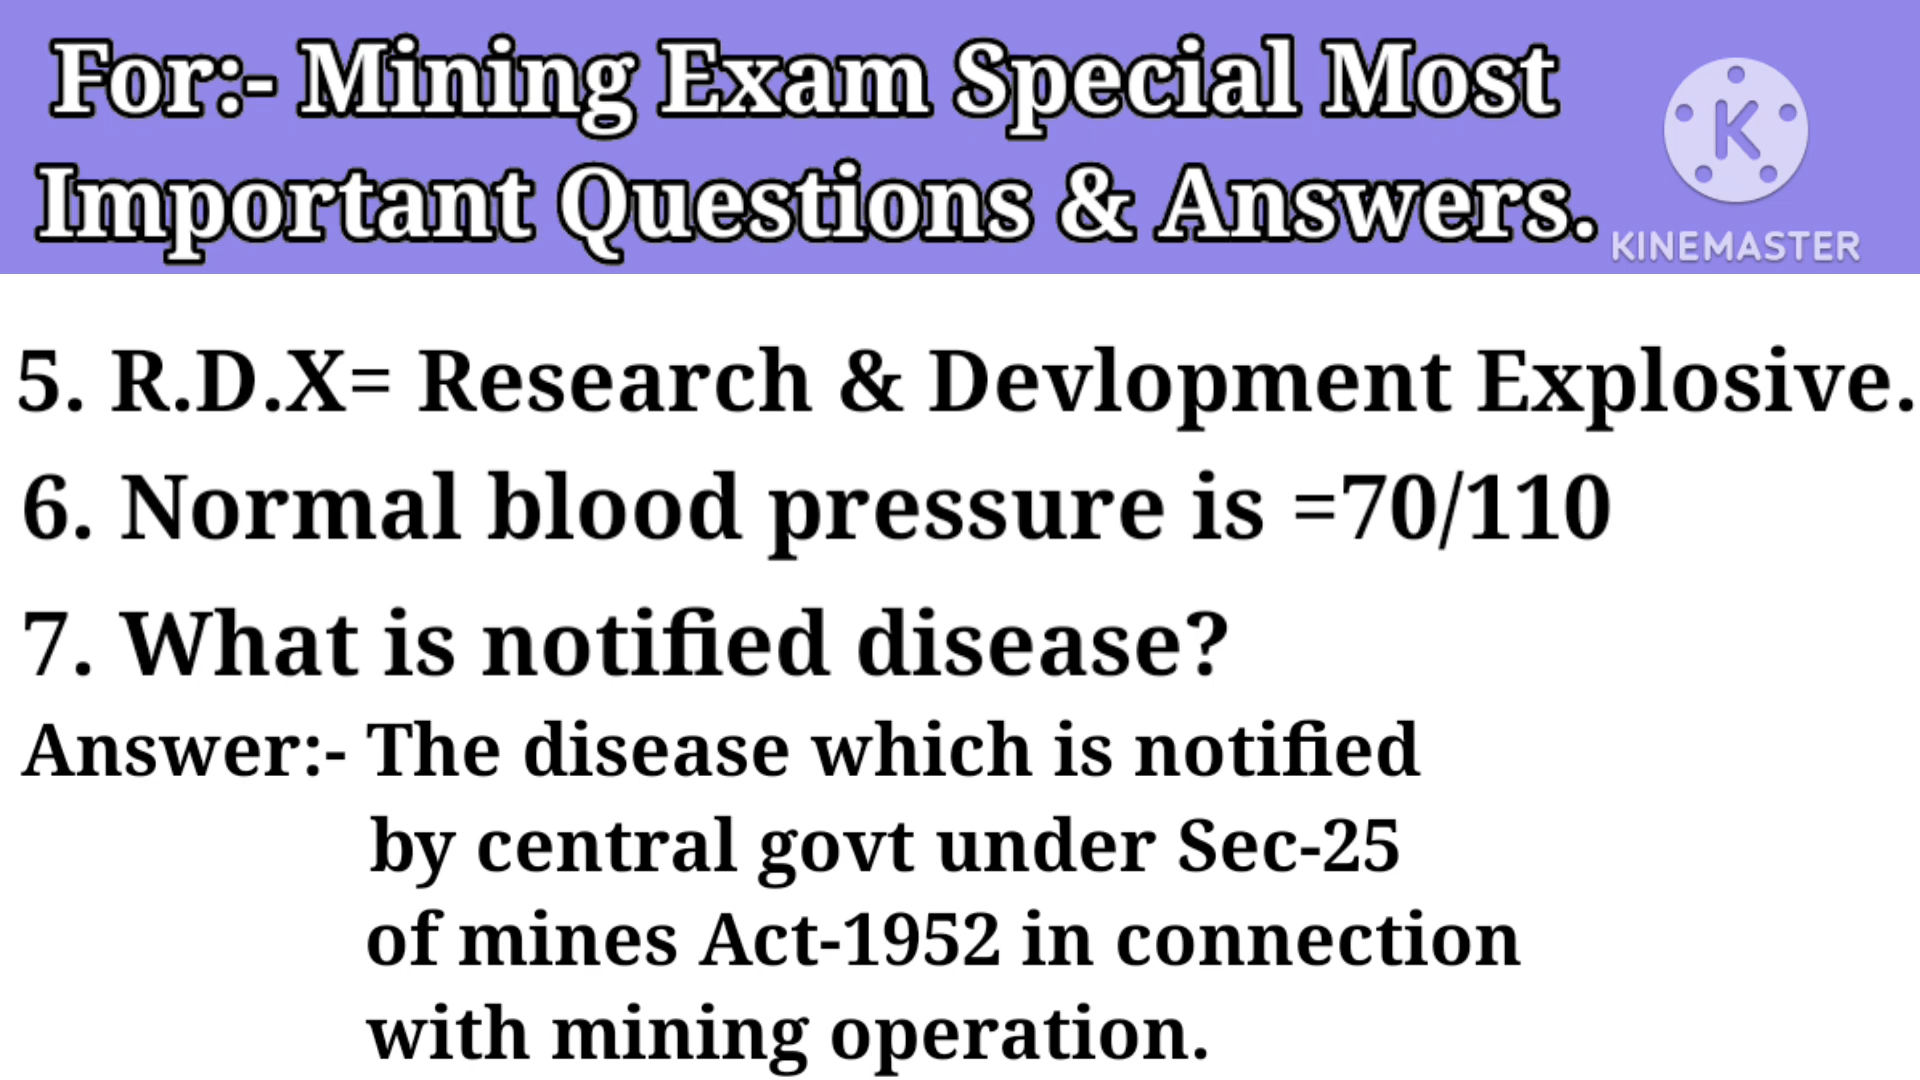 For:- Mining Exam Special Most
Important Questions & Answers.
K
KINEMASTER
5. R.D.X= Research & Devlopment Explosive.
6. Normal blood pressure is =70/110
7. What is notified disease?
Answer:- The disease which is notified
by central govt under Sec-25
of mines Act-1952 in connection
with mining operation.